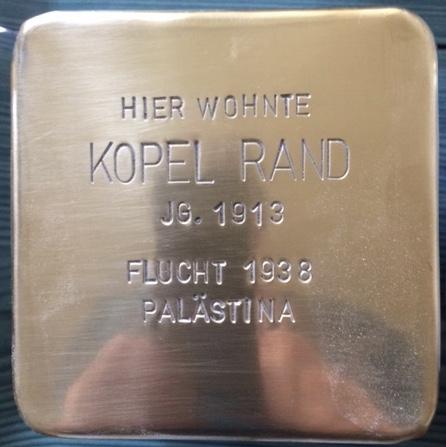 HIER WOHNTE
KOPEL RAND
JG. 1913
FLUCHT 1938
PALÄSTINA